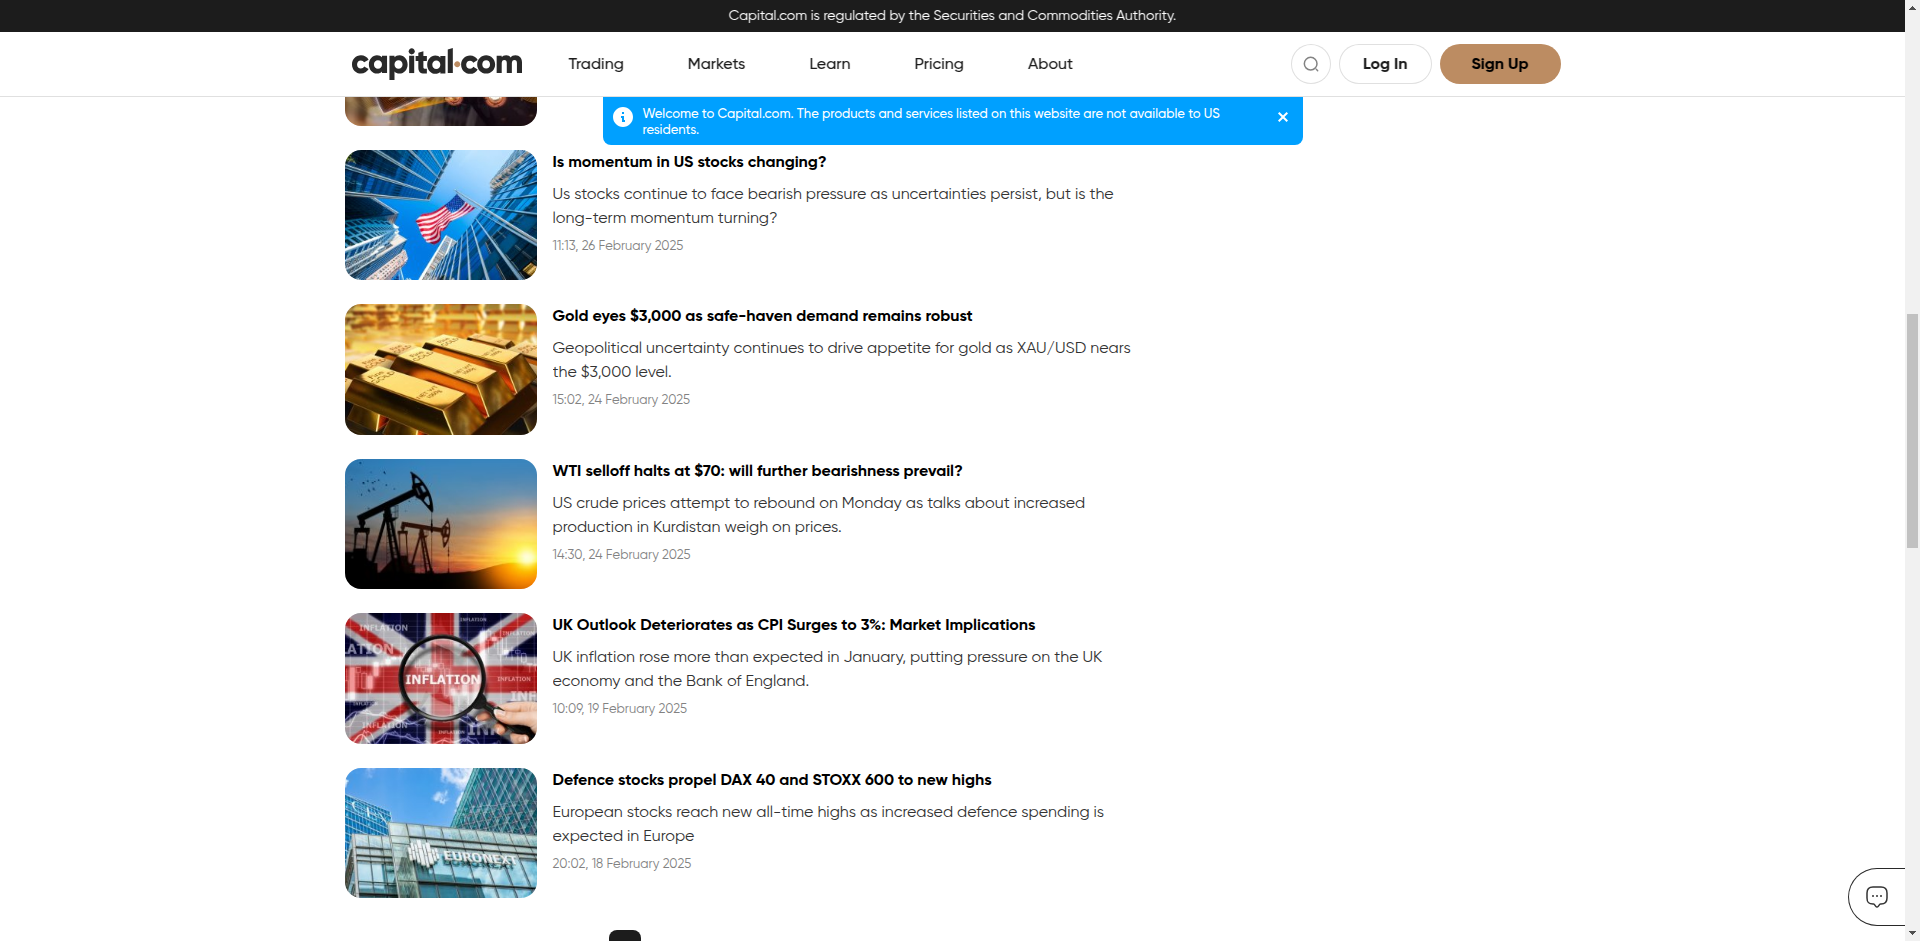 Capital.com is regulated by the Securities and Commodities Authority.
capital.com
Trading
Markets
Learn
Pricing
About
Log In
Sign Up
Welcome to Capital.com. The products and services listed on this website are not available to US
residents.
Is momentum in US stocks changing?
Us stocks continue to face bearish pressure as uncertainties persist, but is the
long-term momentum turning?
11:13, 26 February 2025
Gold eyes $3,000 as safe-haven demand remains robust
Geopolitical uncertainty continues to drive appetite for gold as XAU/USD nears
the $3,000 level.
15:02, 24 February 2025
WTI selloff halts at $70: will further bearishness prevail?
US crude prices attempt to rebound on Monday as talks about increased
production in Kurdistan weigh on prices.
14:30, 24 February 2025
INFLATION
INFLATION
UK Outlook Deteriorates as CPI Surges to 3%: Market Implications
UK inflation rose more than expected in January, putting pressure on the UK
economy and the Bank of England.
10:09, 19 February 2025
EURONEXT
Defence stocks propel DAX 40 and STOXX 600 to new highs
European stocks reach new all-time highs as increased defence spending is
expected in Europe
20:02, 18 February 2025